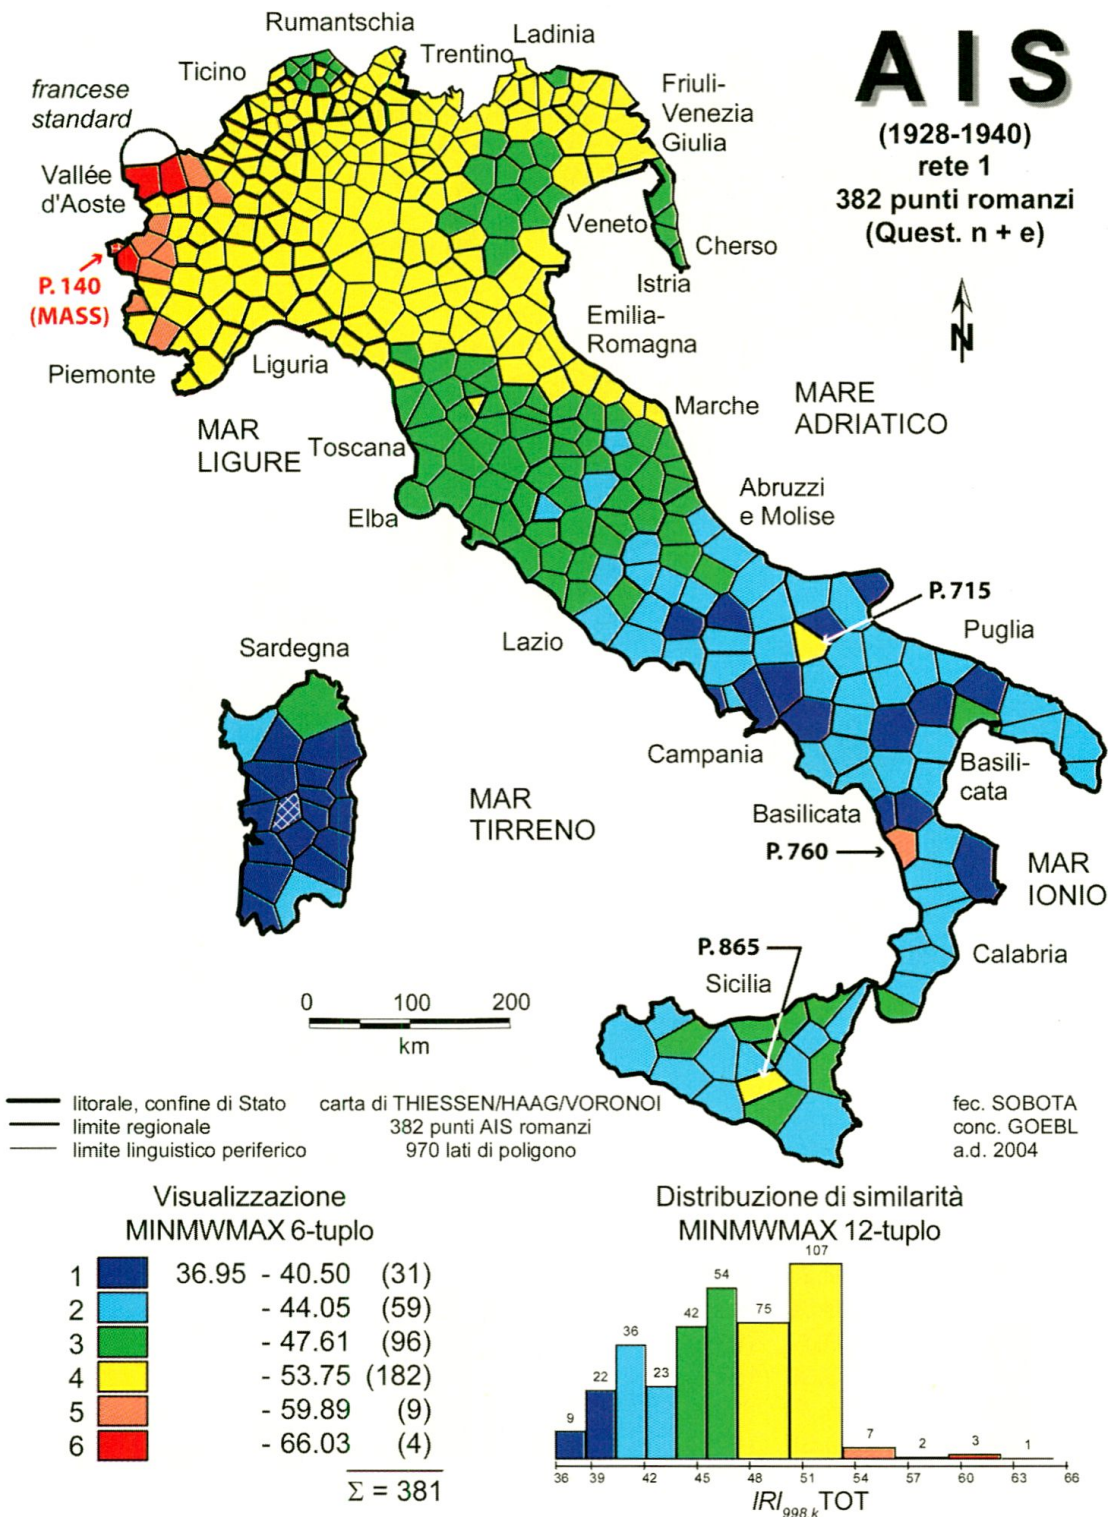 AIS
(1928-1940)
rete 1
382 punti romanzi
(Quest. n + e)
N
Rumantschia
Ladinia
Trentino
Ticino
Friuli-
Venezia
Giulia
francese
standard
Vallée
d'Aoste
Veneto
Cherso
Istria
P. 140
(MASS)
Emilia-
Romagna
Piemonte
Liguria
MARE
ADRIATICO
Marche
MAR
LIGURE
Toscana
Abruzzi
e Molise
Elba
P. 715
Puglia
Lazio
Sardegna
Campania
Basili-
cata
MAR
TIRRENO
Basilicata
P. 760
MAR
IONIO
P. 865
Calabria
Sicilia
0 100 200
km
litorale, confine di Stato
limite regionale
limite linguistico periferico
carta di THIESSEN/HAAG/VORONOI
382 punti AIS romanzi
970 lati di poligono
fec. SOBOTA
conc. GOEBL
a.d. 2004
Visualizzazione
MINMWMAX 6-tuplo
1 36.95 - 40.50 (31)
2 - 44.05 (59)
3 - 47.61 (96)
4 - 53.75 (182)
5 - 59.89 (9)
6 - 66.03 (4)
Σ = 381
Distribuzione di similarità
MINMWMAX 12-tuplo
9 22 36 23 42 54 75 107 7 2 3 1
36 39 42 45 48 51 54 57 60 63 66
IRI998,k TOT